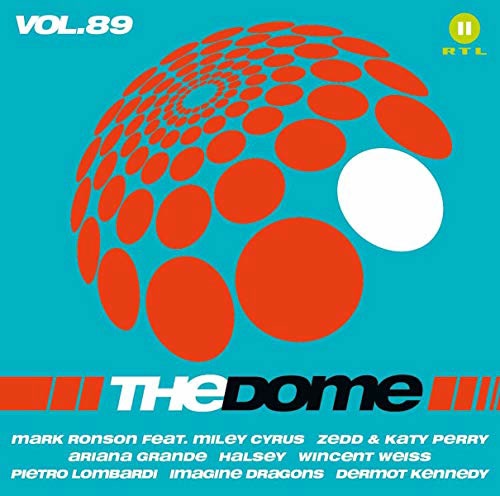 VOL.89
II
RTL
THE DOME
MARK RONSON FEAT. MILEY CYRUS ZEDD & KATY PERRY
ARIANA GRANDE HALSEY WINCENT WEISS
PIETRO LOMBARDI IMAGINE DRAGONS DERMOT KENNEDY